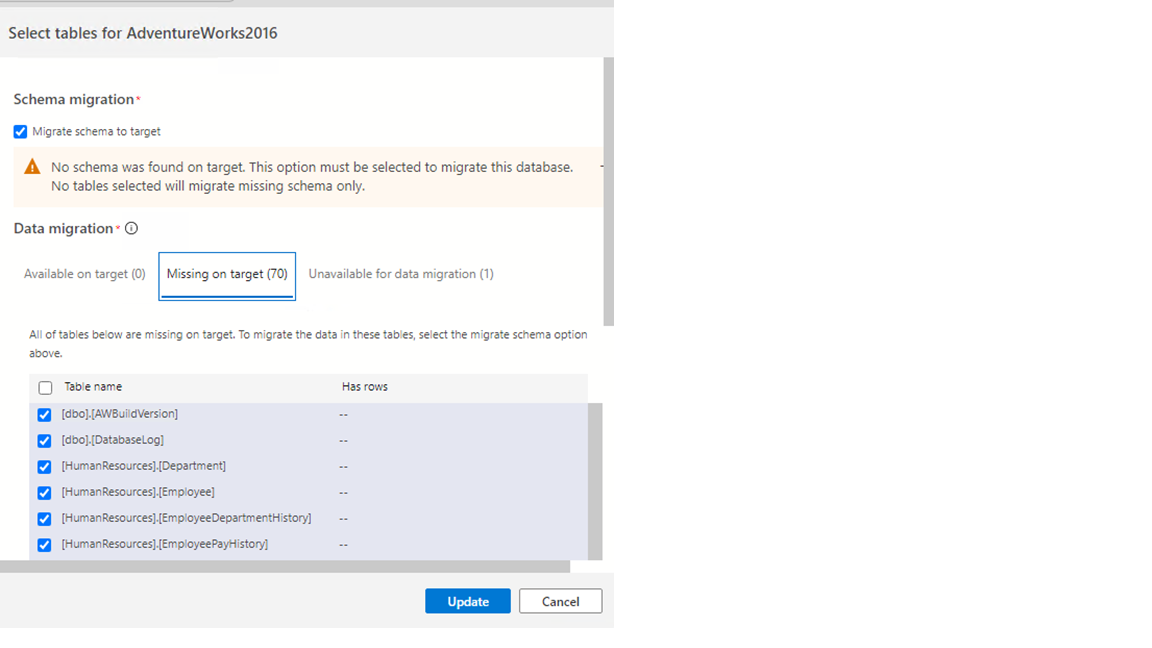 Select tables for AdventureWorks2016
Schema migration*
Migrate schema to target
No schema was found on target. This option must be selected to migrate this database.
No tables selected will migrate missing schema only.
Data migration*
Available on target (0) Missing on target (70) Unavailable for data migration (1)
All of tables below are missing on target. To migrate the data in these tables, select the migrate schema option
above.
Table name Has rows
[dbo].[AWBuildVersion] --
[dbo].[DatabaseLog] --
[HumanResources].[Department] --
[HumanResources].[Employee] --
[HumanResources].[EmployeeDepartmentHistory] --
[HumanResources].[EmployeePayHistory] --
Update Cancel